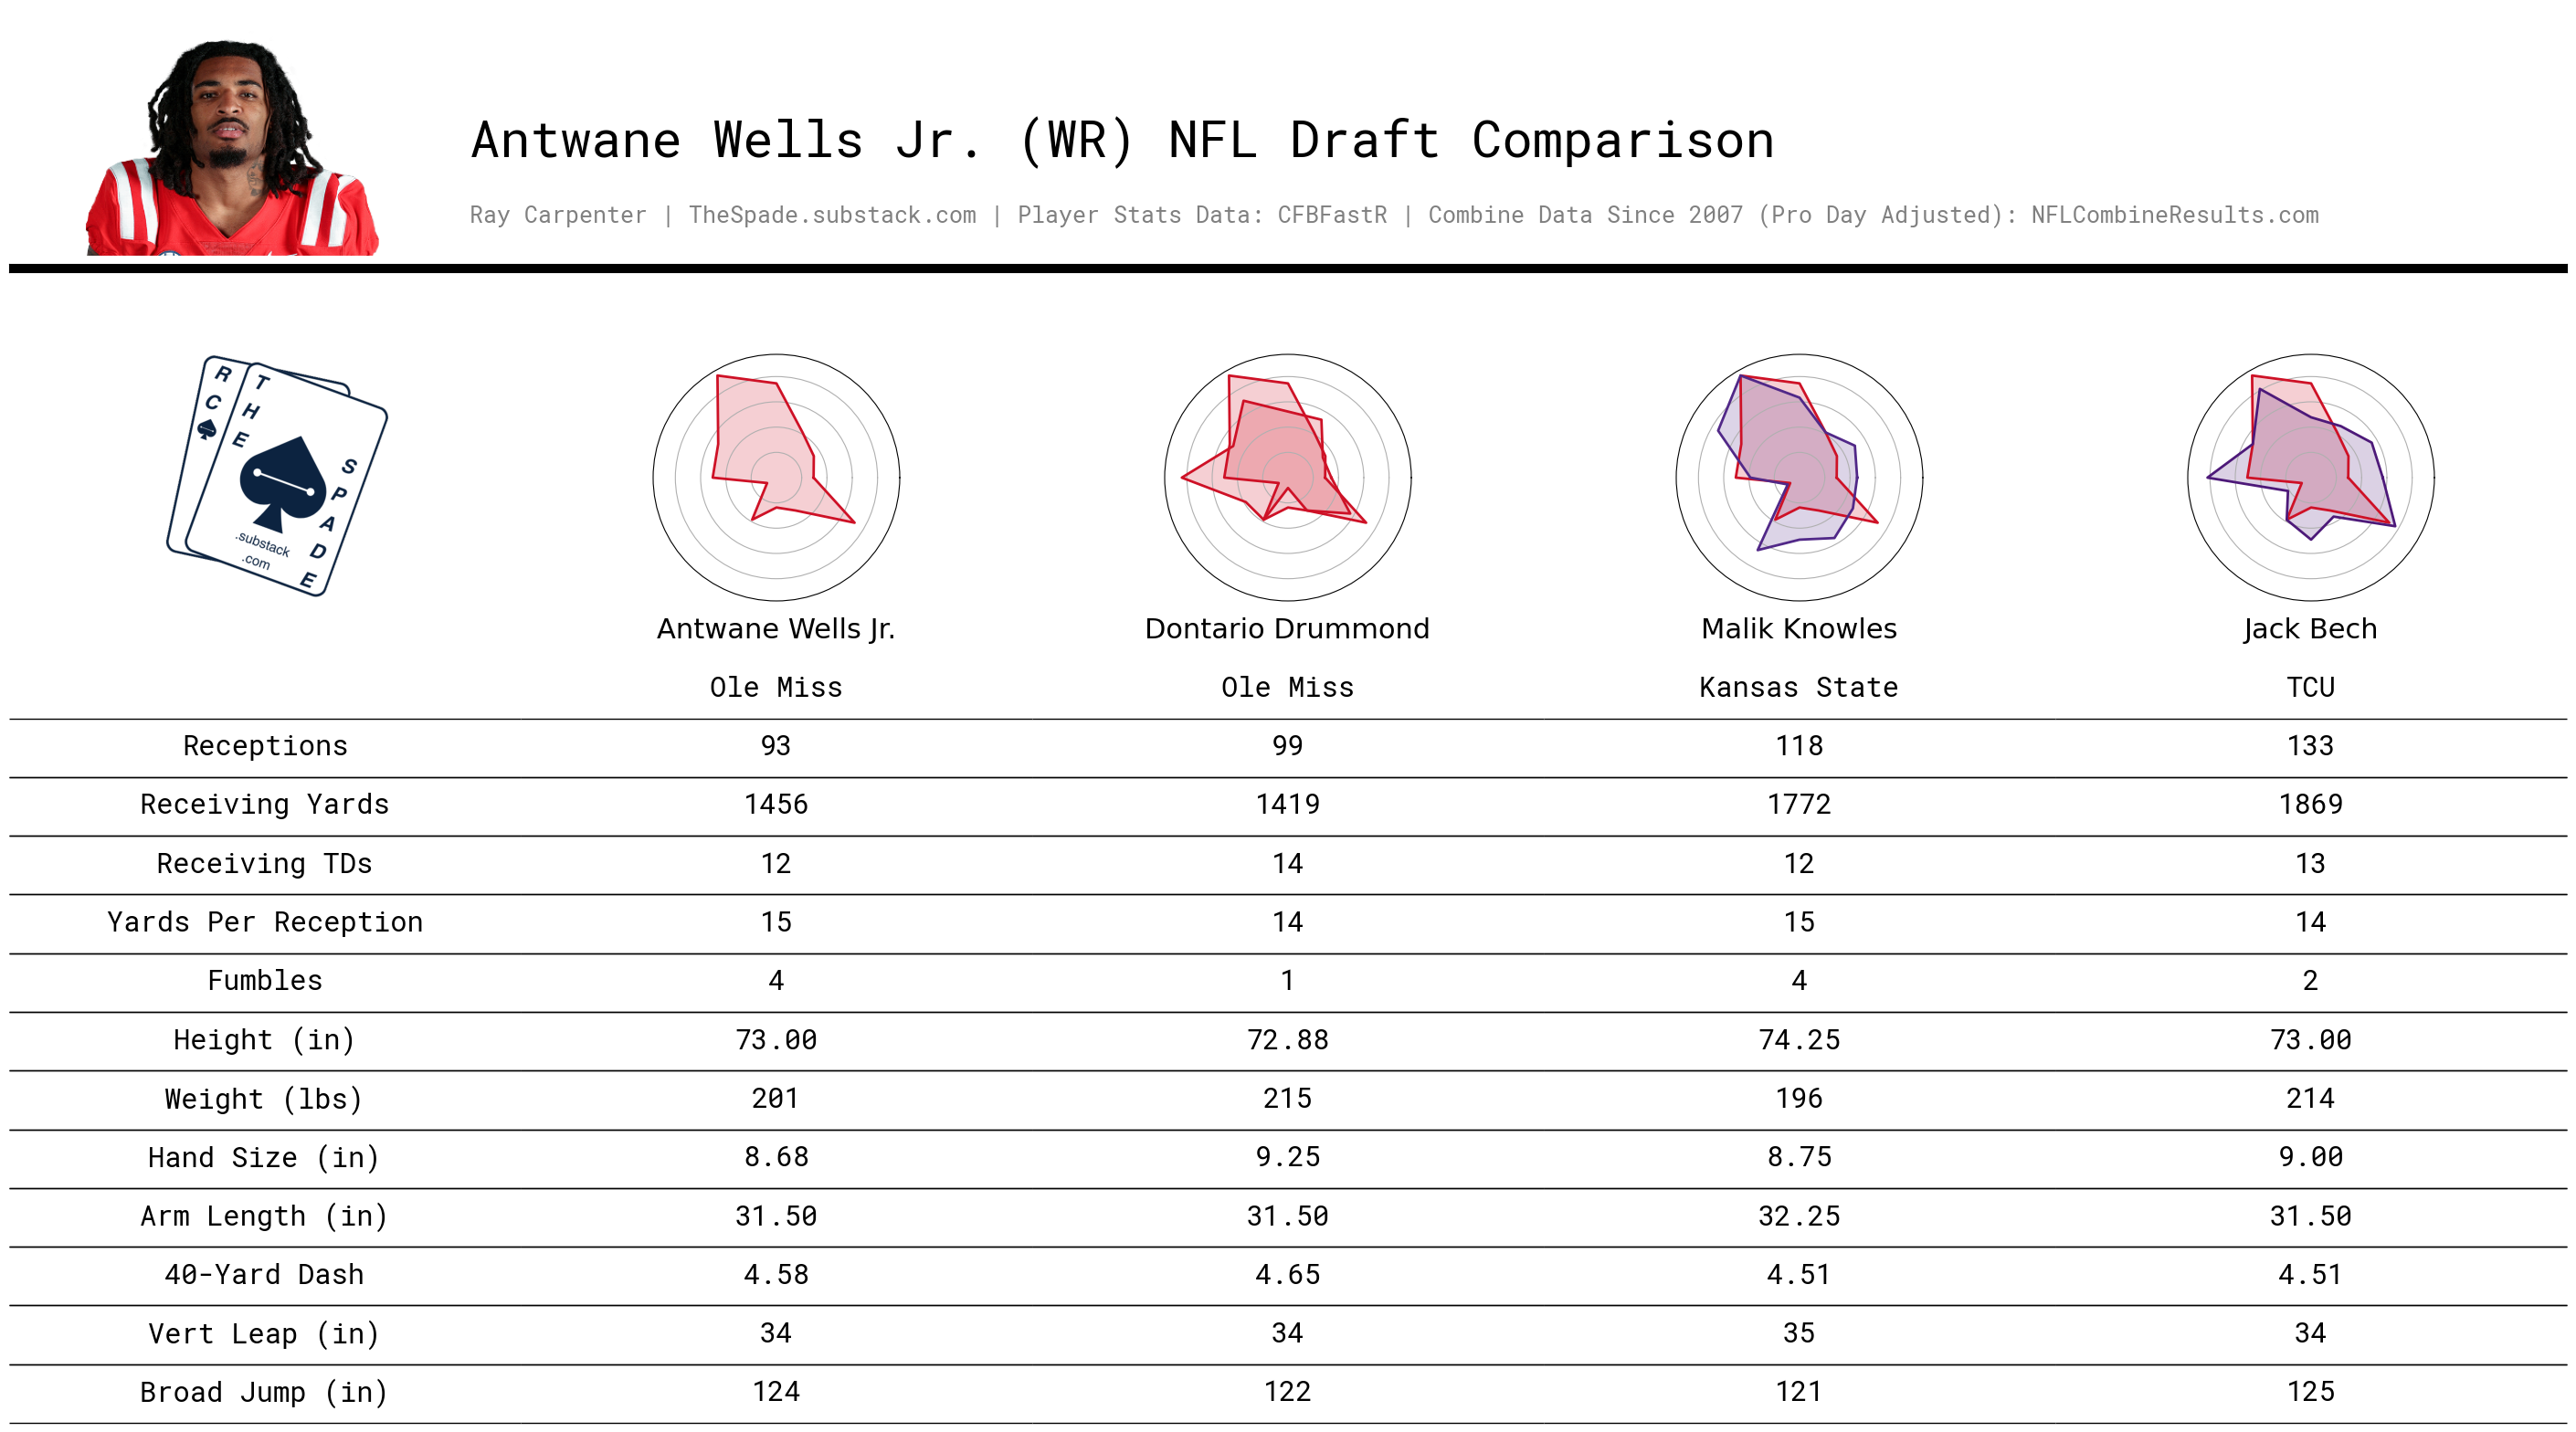 Antwane Wells Jr. (WR) NFL Draft Comparison
Ray Carpenter | TheSpade.substack.com | Player Stats Data: CFBFastR | Combine Data Since 2007 (Pro Day Adjusted): NFLCombineResults.com
R C
THE
SPADE
.substack
.com
Antwane Wells Jr. Dontario Drummond Malik Knowles Jack Bech
Ole Miss Ole Miss Kansas State TCU
Receptions 93 99 118 133
Receiving Yards 1456 1419 1772 1869
Receiving TDs 12 14 12 13
Yards Per Reception 15 14 15 14
Fumbles 4 1 4 2
Height (in) 73.00 72.88 74.25 73.00
Weight (lbs) 201 215 196 214
Hand Size (in) 8.68 9.25 8.75 9.00
Arm Length (in) 31.50 31.50 32.25 31.50
40-Yard Dash 4.58 4.65 4.51 4.51
Vert Leap (in) 34 34 35 34
Broad Jump (in) 124 122 121 125